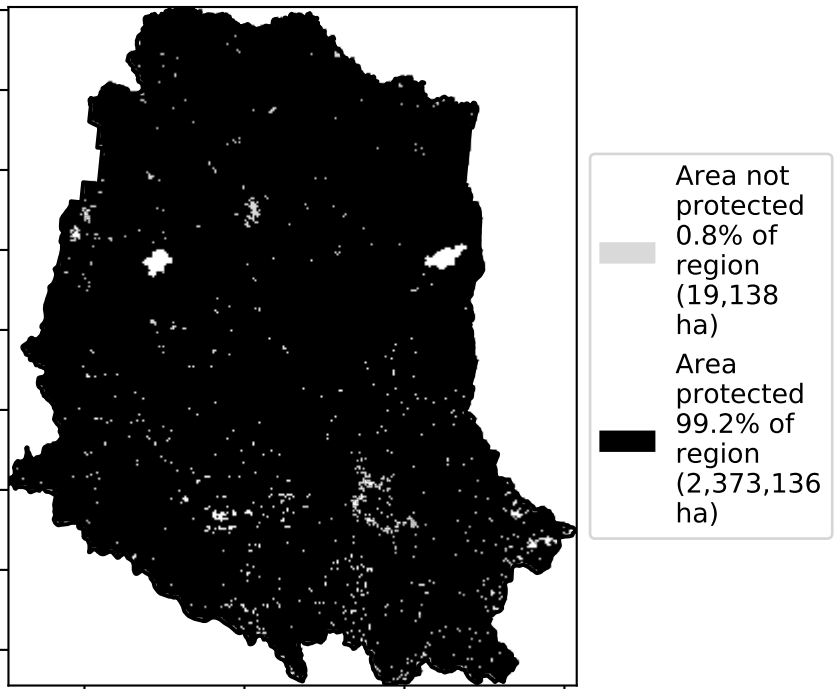 Area not
protected
0.8% of
region
(19,138
ha)
Area
protected
99.2% of
region
(2,373,136
ha)